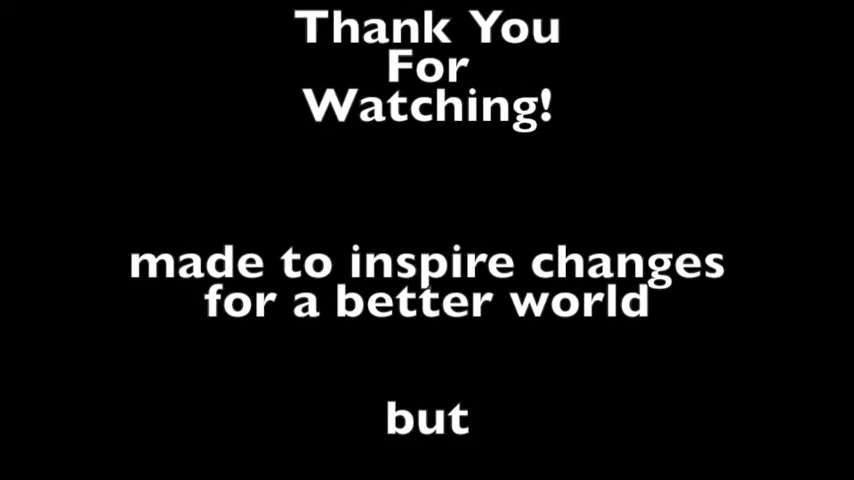 Thank You
For
Watching!
made to inspire changes
for a better world
but